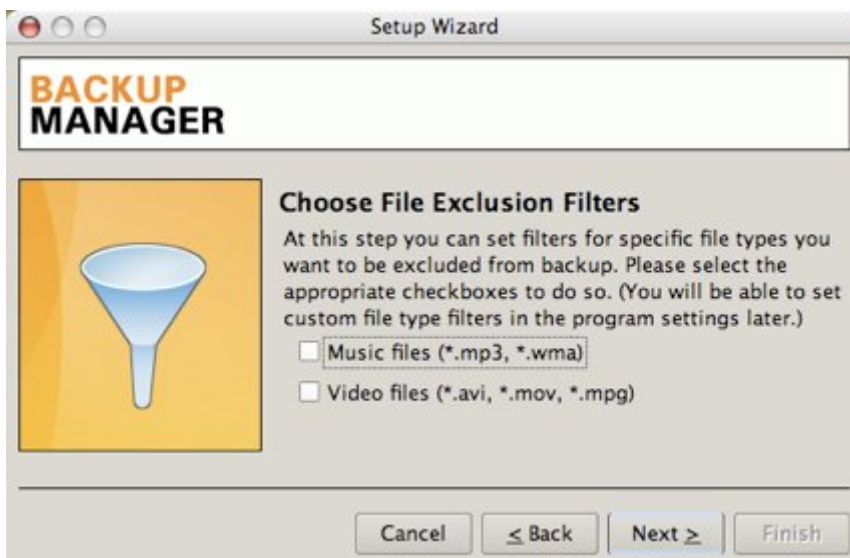 Setup Wizard
BACKUP
MANAGER
Choose File Exclusion Filters
At this step you can set filters for specific file types you
want to be excluded from backup. Please select the
appropriate checkboxes to do so. (You will be able to set
custom file type filters in the program settings later.)
Music files (*.mp3, *.wma)
Video files (*.avi, *.mov, *.mpg)
Cancel
< Back
Next >
Finish